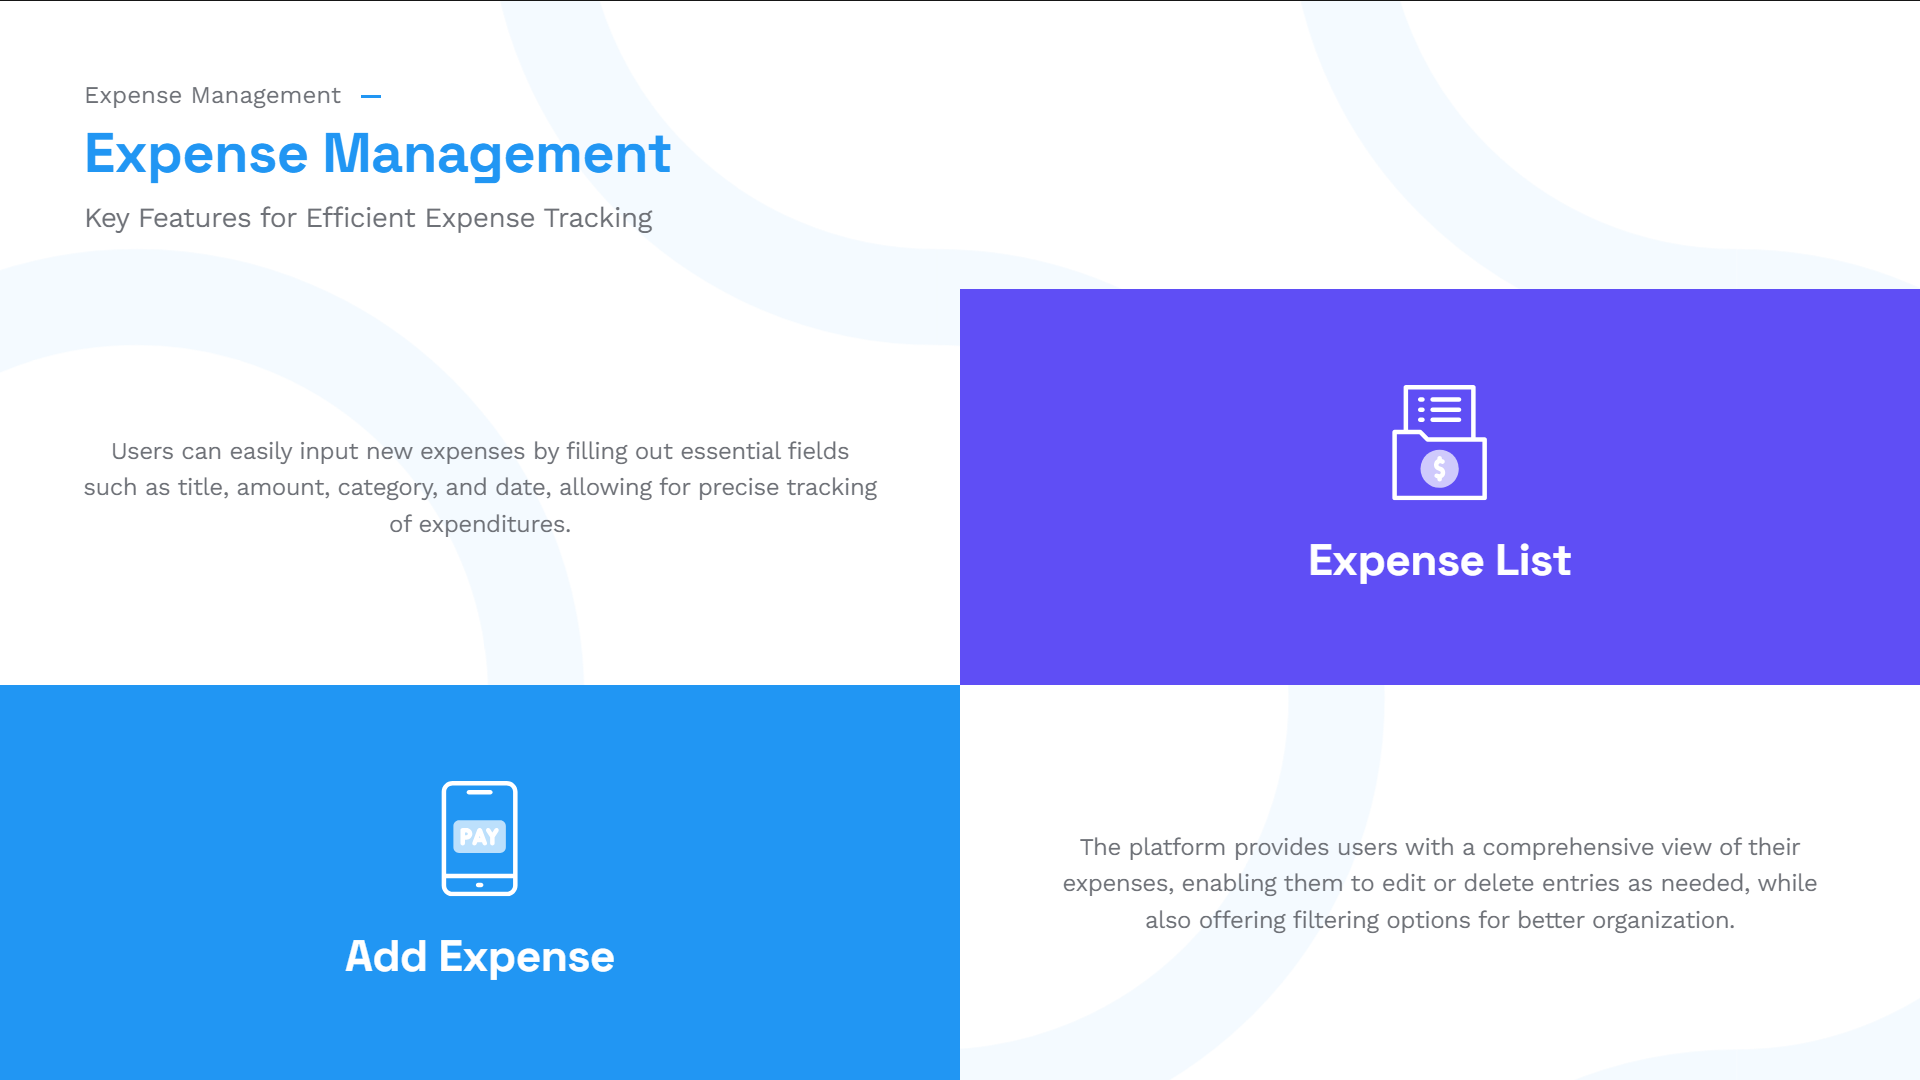 Expense Management
Expense Management
Key Features for Efficient Expense Tracking
Users can easily input new expenses by filling out essential fields
such as title, amount, category, and date, allowing for precise tracking
of expenditures.
$
Expense List
PAY
Add Expense
The platform provides users with a comprehensive view of their
expenses, enabling them to edit or delete entries as needed, while
also offering filtering options for better organization.